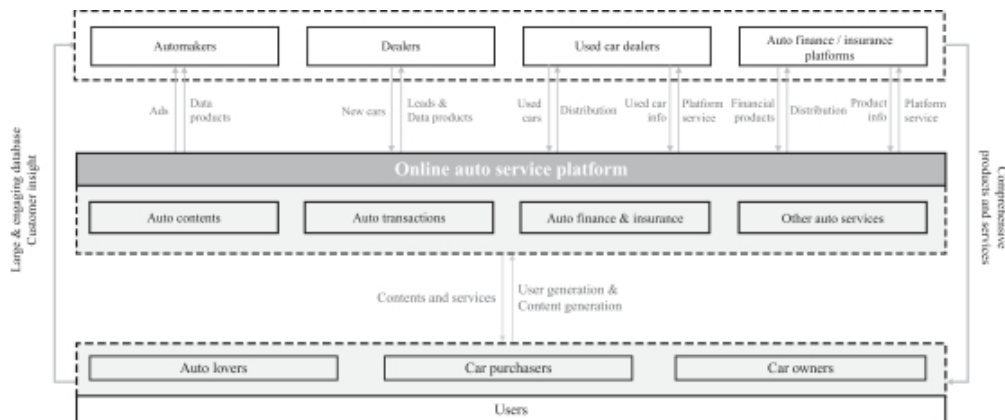 Automakers
Dealers
Used car dealers
Auto finance / insurance
platforms
Ads
Data
products
New cars
Leads &
Data products
Used
cars
Distribution
Used car
info
Platform
service
Financial
products
Distribution
Product
info
Platform
service
Large & engaging database
Customer insight
Comprehensive
products and services
Online auto service platform
Auto contents
Auto transactions
Auto finance & insurance
Other auto services
Contents and services
User generation &
Content generation
Auto lovers
Car purchasers
Car owners
Users